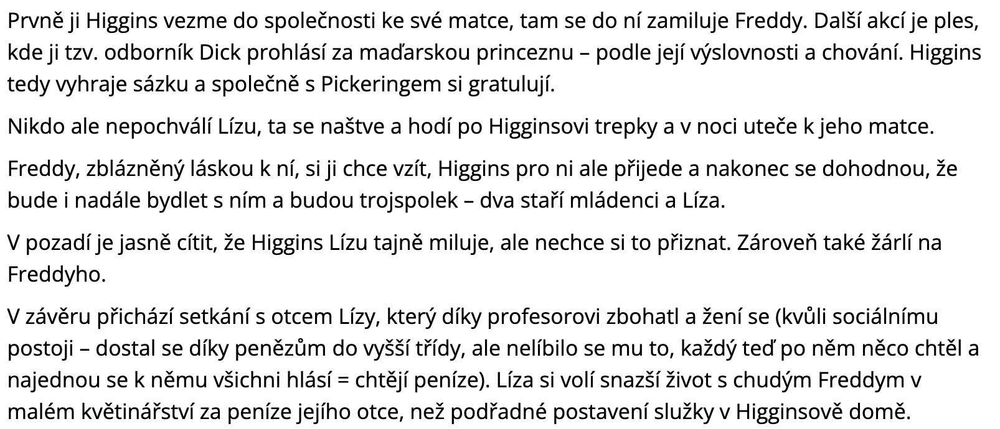 Prvně ji Higgins vezme do společnosti ke své matce, tam se do ní zamiluje Freddy. Další akcí je ples,
kde ji tzv. odborník Dick prohlásí za maďarskou princeznu – podle její výslovnosti a chování. Higgins
tedy vyhraje sázku a společně s Pickeringem si gratulují.
Nikdo ale nepochválí Lízu, ta se naštve a hodí po Higginsovi trepky a v noci uteče k jeho matce.
Freddy, zblázněný láskou k ní, si ji chce vzít, Higgins pro ni ale přijede a nakonec se dohodnou, že
bude i nadále bydlet s ním a budou trojspolek – dva staří mládenci a Líza.
V pozadí je jasně cítit, že Higgins Lízu tajně miluje, ale nechce si to přiznat. Zároveň také žárlí na
Freddyho.
V závěru přichází setkání s otcem Lízy, který díky profesorovi zbohatl a žení se (kvůli sociálnímu
postoji – dostal se díky penězům do vyšší třídy, ale nelíbilo se mu to, každý teď po něm něco chtěl a
najednou se k němu všichni hlásí = chtějí peníze). Líza si volí snazší život s chudým Freddym v
malém květinářství za peníze jejího otce, než podřadné postavení služky v Higginsově domě.